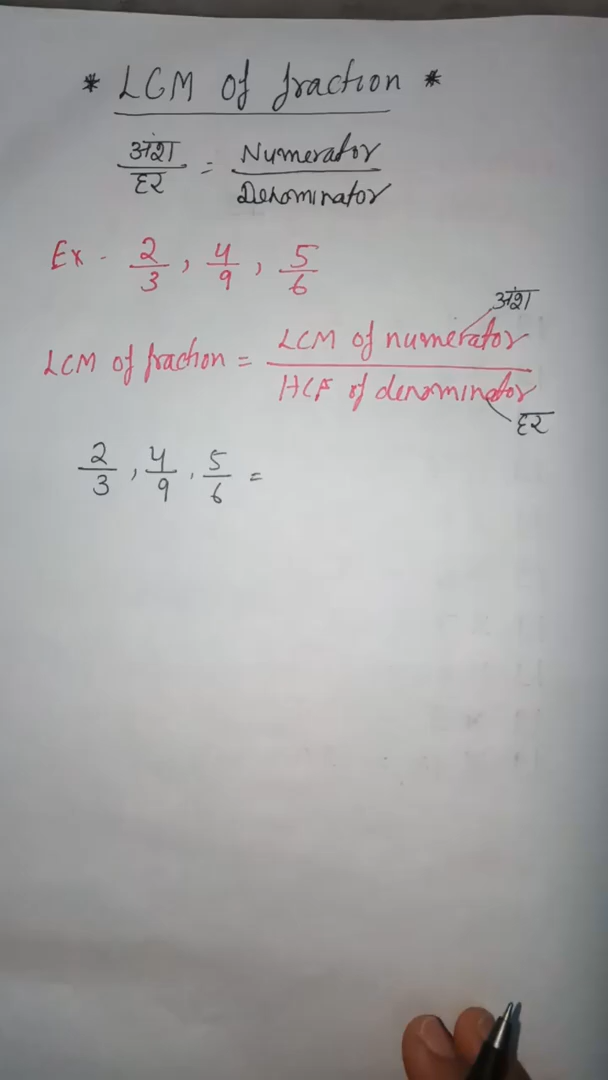 * LCM of fraction *
अंश/हर = Numerator/Denominator
Ex - 2/3, 4/9, 5/6
अंश
LCM of fraction = LCM of numerator/HCF of denominator
हर
2/3, 4/9, 5/6 =